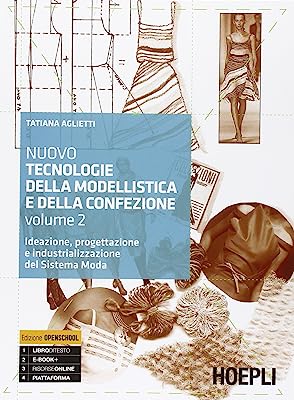 TATIANA AGLIETTI
NUOVO
TECNOLOGIE
DELLA MODELLISTICA
E DELLA CONFEZIONE
volume 2
Ideazione, progettazione
e industrializzazione
del Sistema Moda
Edizione OPENSCHOOL
1 LIBRODITESTO
2 E-BOOK+
3 RISORSEONLINE
4 PIATTAFORMA
HOEPLI